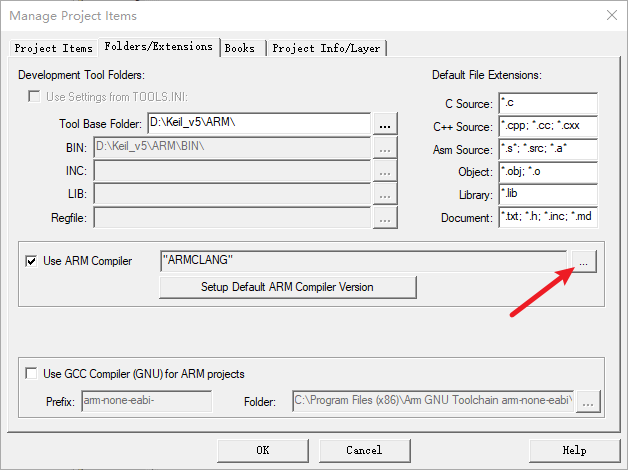 Manage Project Items
Project Items Folders/Extensions Books Project Info/Layer
Development Tool Folders:
Use Settings from TOOLS.INI:
Tool Base Folder: D:\Keil_v5\ARM\ ...
BIN: D:\Keil_v5\ARM\BIN\ ...
INC: ...
LIB: ...
Regfile: ...
Default File Extensions:
C Source: *.c
C++ Source: *.cpp; *.cc; *.cxx
Asm Source: *.s*; *.src; *.a*
Object: *.obj; *.o
Library: *.lib
Document: *.txt; *.h; *.inc; *.md
Use ARM Compiler "ARMCLANG" ...
Setup Default ARM Compiler Version
Use GCC Compiler (GNU) for ARM projects
Prefix: arm-none-eabi- Folder: C:\Program Files (x86)\Arm GNU Toolchain arm-none-eabi\ ...
OK Cancel Help